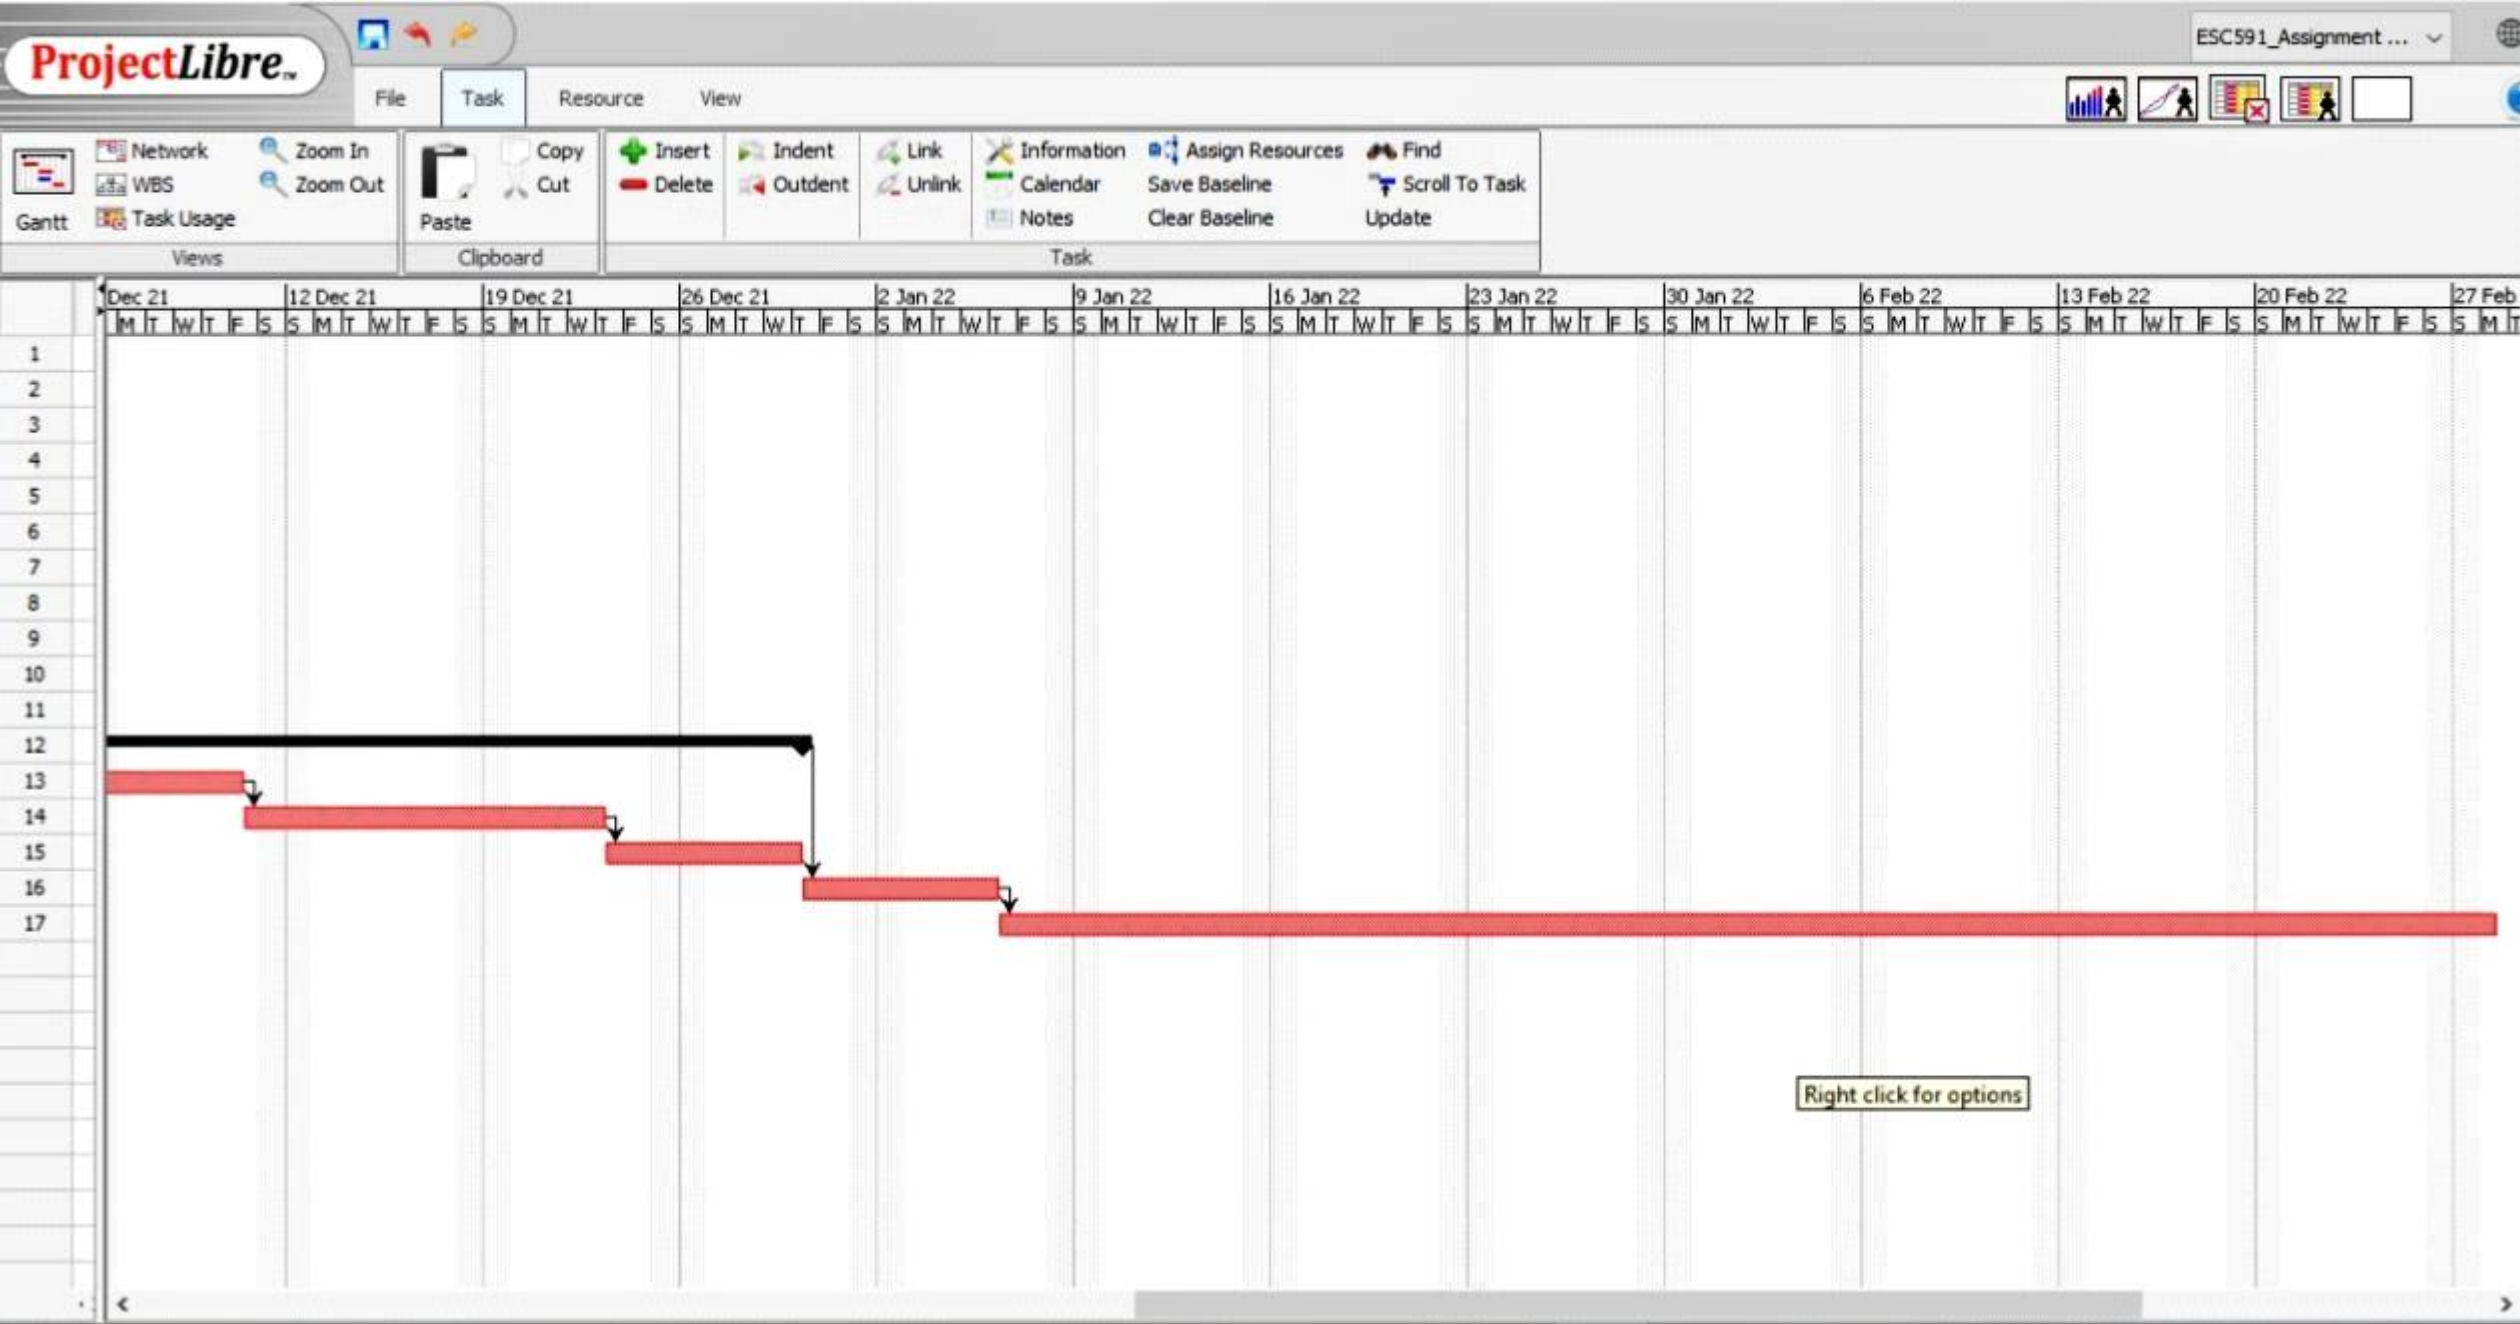 ProjectLibre™
ESC591_Assignment ...
File Task Resource View
Gantt
Network
WBS
Task Usage
Zoom In
Zoom Out
Views
Paste
Copy
Cut
Clipboard
Insert
Delete
Indent
Outdent
Link
Unlink
Information
Calendar
Notes
Assign Resources
Save Baseline
Clear Baseline
Find
Scroll To Task
Update
Task
Dec 21 12 Dec 21 19 Dec 21 26 Dec 21 2 Jan 22 9 Jan 22 16 Jan 22 23 Jan 22 30 Jan 22 6 Feb 22 13 Feb 22 20 Feb 22 27 Feb
M T W T F S S M T W T F S S M T W T F S S M T W T F S S M T W T F S S M T W T F S S M T W T F S S M T W T F S S M T W T F S S M T W T F S S M T W T F S S M T W T F S S M T
1
2
3
4
5
6
7
8
9
10
11
12
13
14
15
16
17
Right click for options